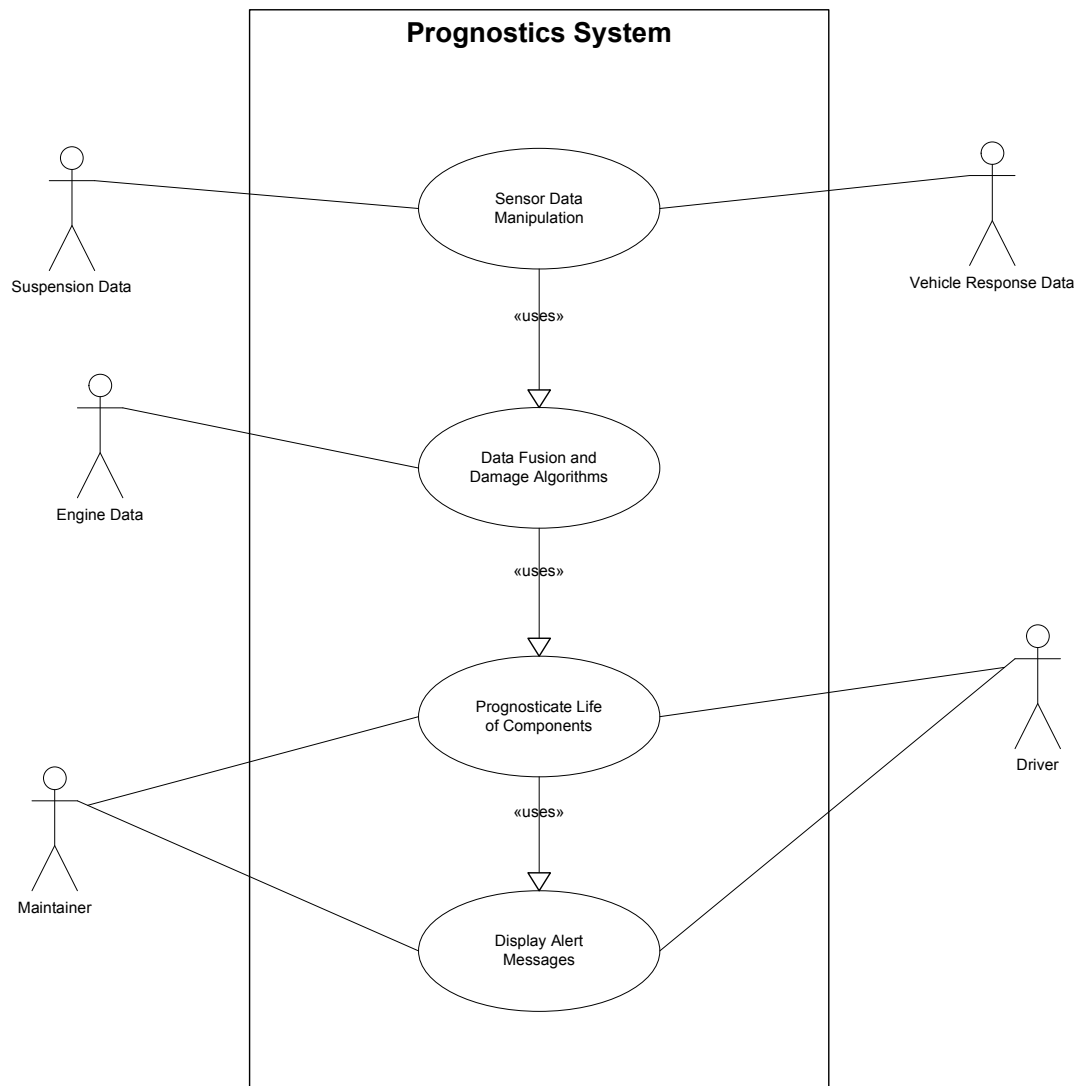 Prognostics System
Sensor Data
Manipulation
Suspension Data
Vehicle Response Data
«uses»
Data Fusion and
Damage Algorithms
Engine Data
«uses»
Prognosticate Life
of Components
Driver
«uses»
Maintainer
Display Alert
Messages